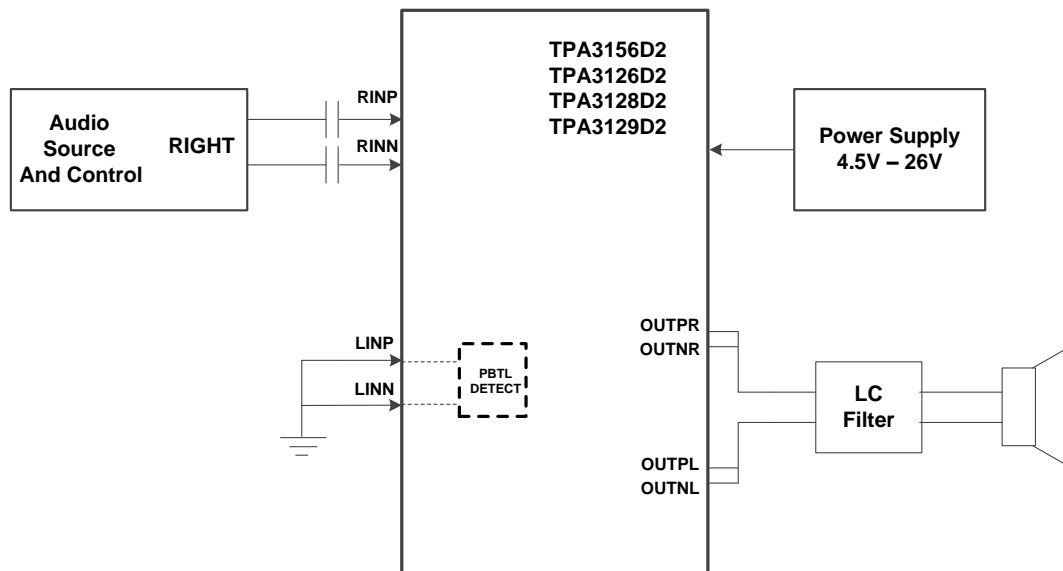 TPA3156D2
TPA3126D2
TPA3128D2
TPA3129D2
Audio
Source
And Control
RIGHT
RINP
RINN
Power Supply
4.5V – 26V
LINP
LINN
PBTL
DETECT
OUTPR
OUTNR
LC
Filter
OUTPL
OUTNL